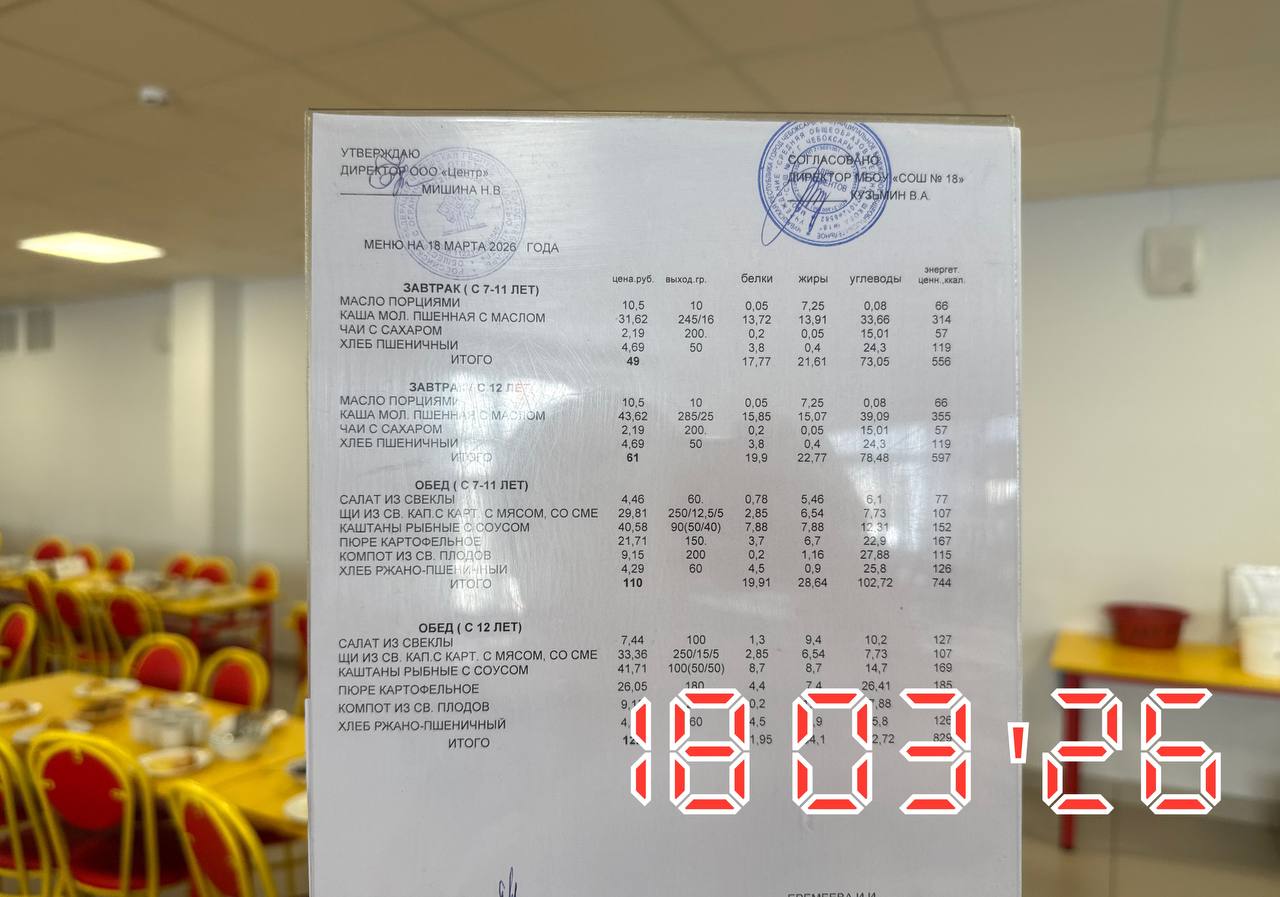 УТВЕРЖДАЮ
ДИРЕКТОР ООО «Центр»
МИШИНА Н.В.
СОГЛАСОВАНО
ДИРЕКТОР МБОУ «СОШ № 18»
КУЗЬМИН В.А.
МЕНЮ НА 18 МАРТА 2026 ГОДА
цена.руб. выход.гр. белки жиры углеводы энергет. ценн.,ккал.
ЗАВТРАК ( С 7-11 ЛЕТ)
МАСЛО ПОРЦИЯМИ 10,5 10 0,05 7,25 0,08 66
КАША МОЛ. ПШЕННАЯ С МАСЛОМ 31,62 245/16 13,72 13,91 33,66 314
ЧАИ С САХАРОМ 2,19 200. 0,2 0,05 15,01 57
ХЛЕБ ПШЕНИЧНЫЙ 4,69 50 3,8 0,4 24,3 119
ИТОГО 49 17,77 21,61 73,05 556
ЗАВТРАК ( С 12 ЛЕТ)
МАСЛО ПОРЦИЯМИ 10,5 10 0,05 7,25 0,08 66
КАША МОЛ. ПШЕННАЯ С МАСЛОМ 43,62 285/25 15,85 15,07 39,09 355
ЧАИ С САХАРОМ 2,19 200. 0,2 0,05 15,01 57
ХЛЕБ ПШЕНИЧНЫЙ 4,69 50 3,8 0,4 24,3 119
ИТОГО 61 19,9 22,77 78,48 597
ОБЕД ( С 7-11 ЛЕТ)
САЛАТ ИЗ СВЕКЛЫ 4,46 60. 0,78 5,46 6,1 77
ЩИ ИЗ СВ. КАП.С КАРТ. С МЯСОМ, СО СМЕ 29,81 250/12,5/5 2,85 6,54 7,73 107
КАШТАНЫ РЫБНЫЕ С СОУСОМ 40,58 90(50/40) 7,88 7,88 12,31 152
ПЮРЕ КАРТОФЕЛЬНОЕ 21,71 150. 3,7 6,7 22,9 167
КОМПОТ ИЗ СВ. ПЛОДОВ 9,15 200 0,2 1,16 27,88 115
ХЛЕБ РЖАНО-ПШЕНИЧНЫЙ 4,29 60 4,5 0,9 25,8 126
ИТОГО 110 19,91 28,64 102,72 744
ОБЕД ( С 12 ЛЕТ)
САЛАТ ИЗ СВЕКЛЫ 7,44 100 1,3 9,4 10,2 127
ЩИ ИЗ СВ. КАП.С КАРТ. С МЯСОМ, СО СМЕ 33,36 250/15/5 2,85 6,54 7,73 107
КАШТАНЫ РЫБНЫЕ С СОУСОМ 41,71 100(50/50) 8,7 8,7 14,7 169
ПЮРЕ КАРТОФЕЛЬНОЕ 26,05 180 4,4 7,4 26,41 185
КОМПОТ ИЗ СВ. ПЛОДОВ 0,2
ХЛЕБ РЖАНО-ПШЕНИЧНЫЙ 60 126
ИТОГО 829
18 03 '26